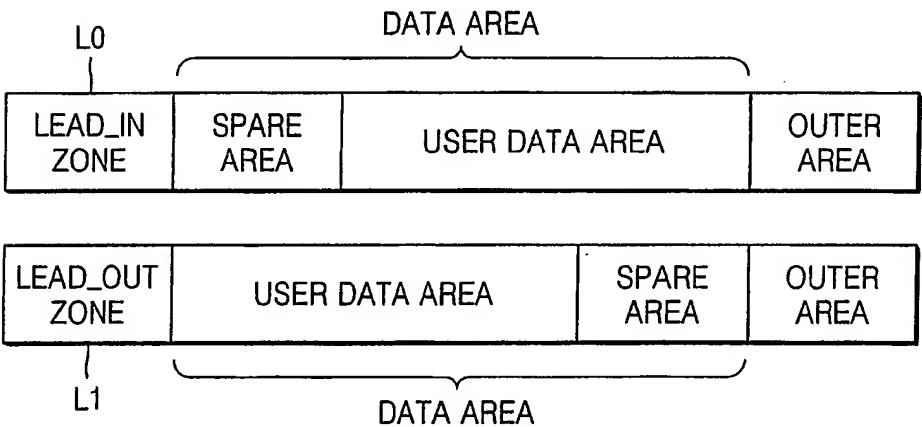 DATA AREA
L0
LEAD_IN
ZONE
SPARE
AREA
USER DATA AREA
OUTER
AREA
LEAD_OUT
ZONE
USER DATA AREA
SPARE
AREA
OUTER
AREA
L1
DATA AREA